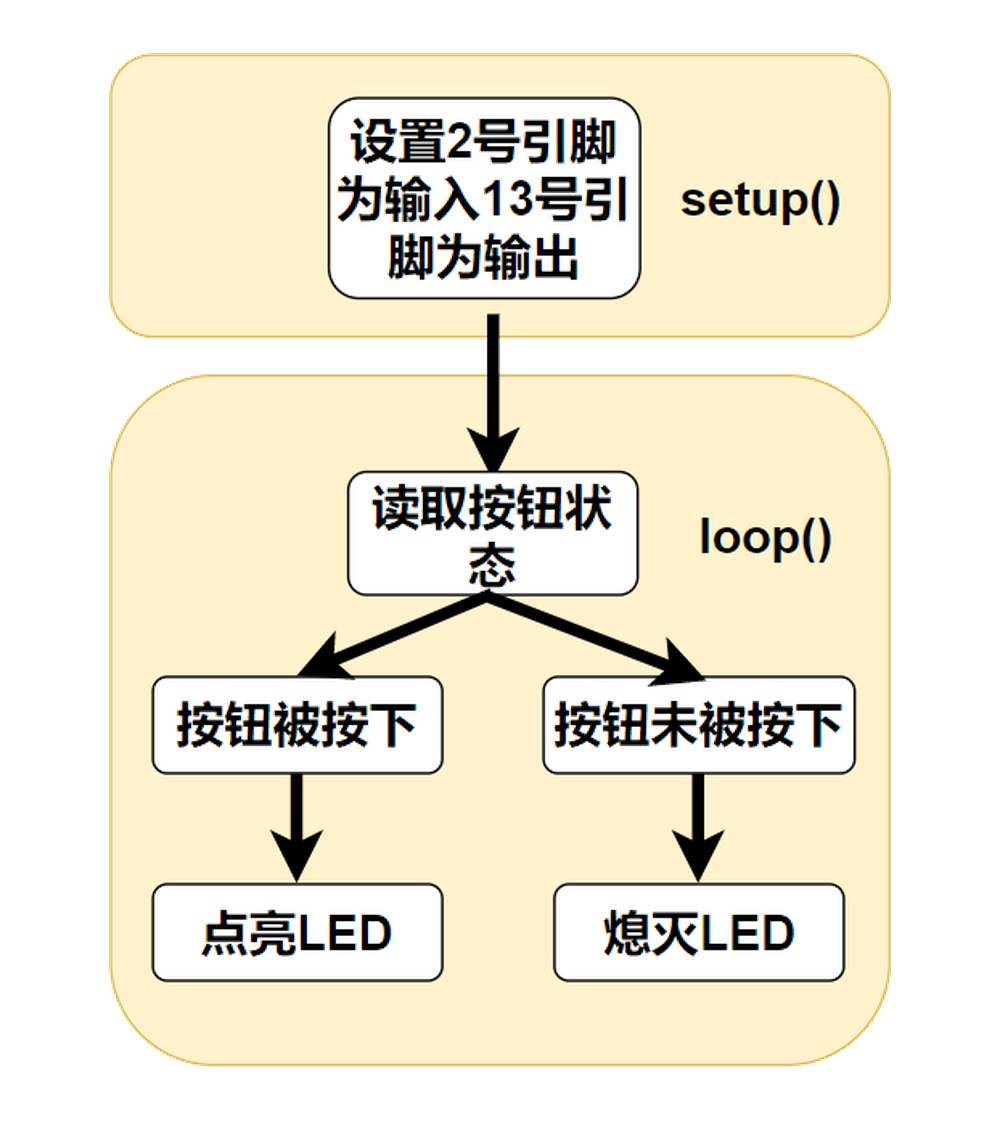 设置2号引脚
为输入13号引
脚为输出
setup()
读取按钮状
态
loop()
按钮被按下
按钮未被按下
点亮LED
熄灭LED